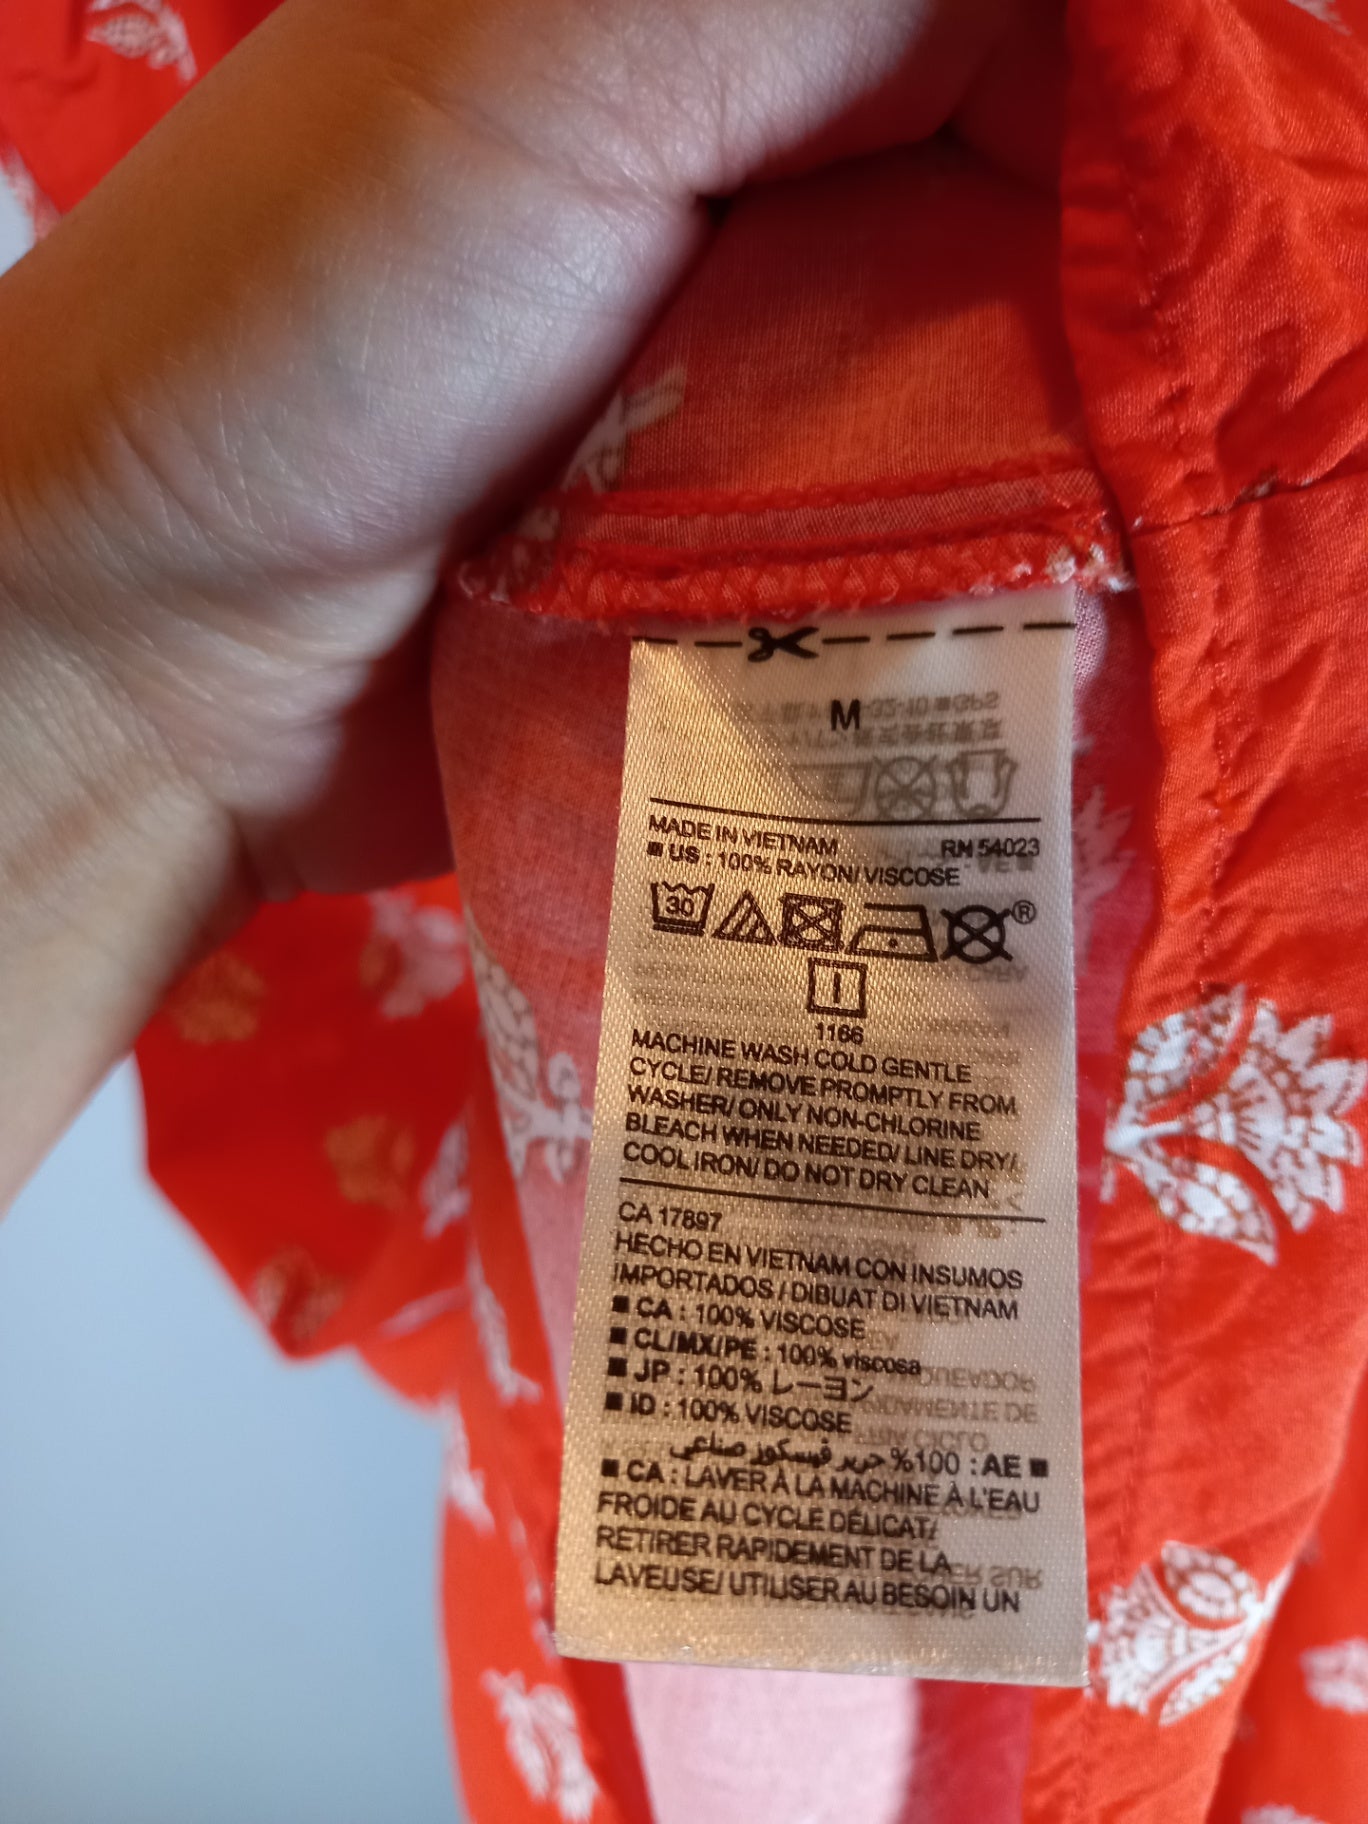 M
MADE IN VIETNAM RN 54023
■ US : 100% RAYON/ VISCOSE
30
®
1166
MACHINE WASH COLD GENTLE
CYCLE/ REMOVE PROMPTLY FROM
WASHER/ ONLY NON-CHLORINE
BLEACH WHEN NEEDED/ LINE DRY/
COOL IRON/ DO NOT DRY CLEAN
CA 17897
HECHO EN VIETNAM CON INSUMOS
IMPORTADOS / DIBUAT DI VIETNAM
■ CA : 100% VISCOSE
■ CL/MX/PE : 100% viscosa
■ JP : 100% レーヨン
■ ID : 100% VISCOSE
■ AE: 100% حرير فيسكوز صناعي
■ CA : LAVER À LA MACHINE À L'EAU
FROIDE AU CYCLE DÉLICAT/
RETIRER RAPIDEMENT DE LA
LAVEUSE/ UTILISER AU BESOIN UN